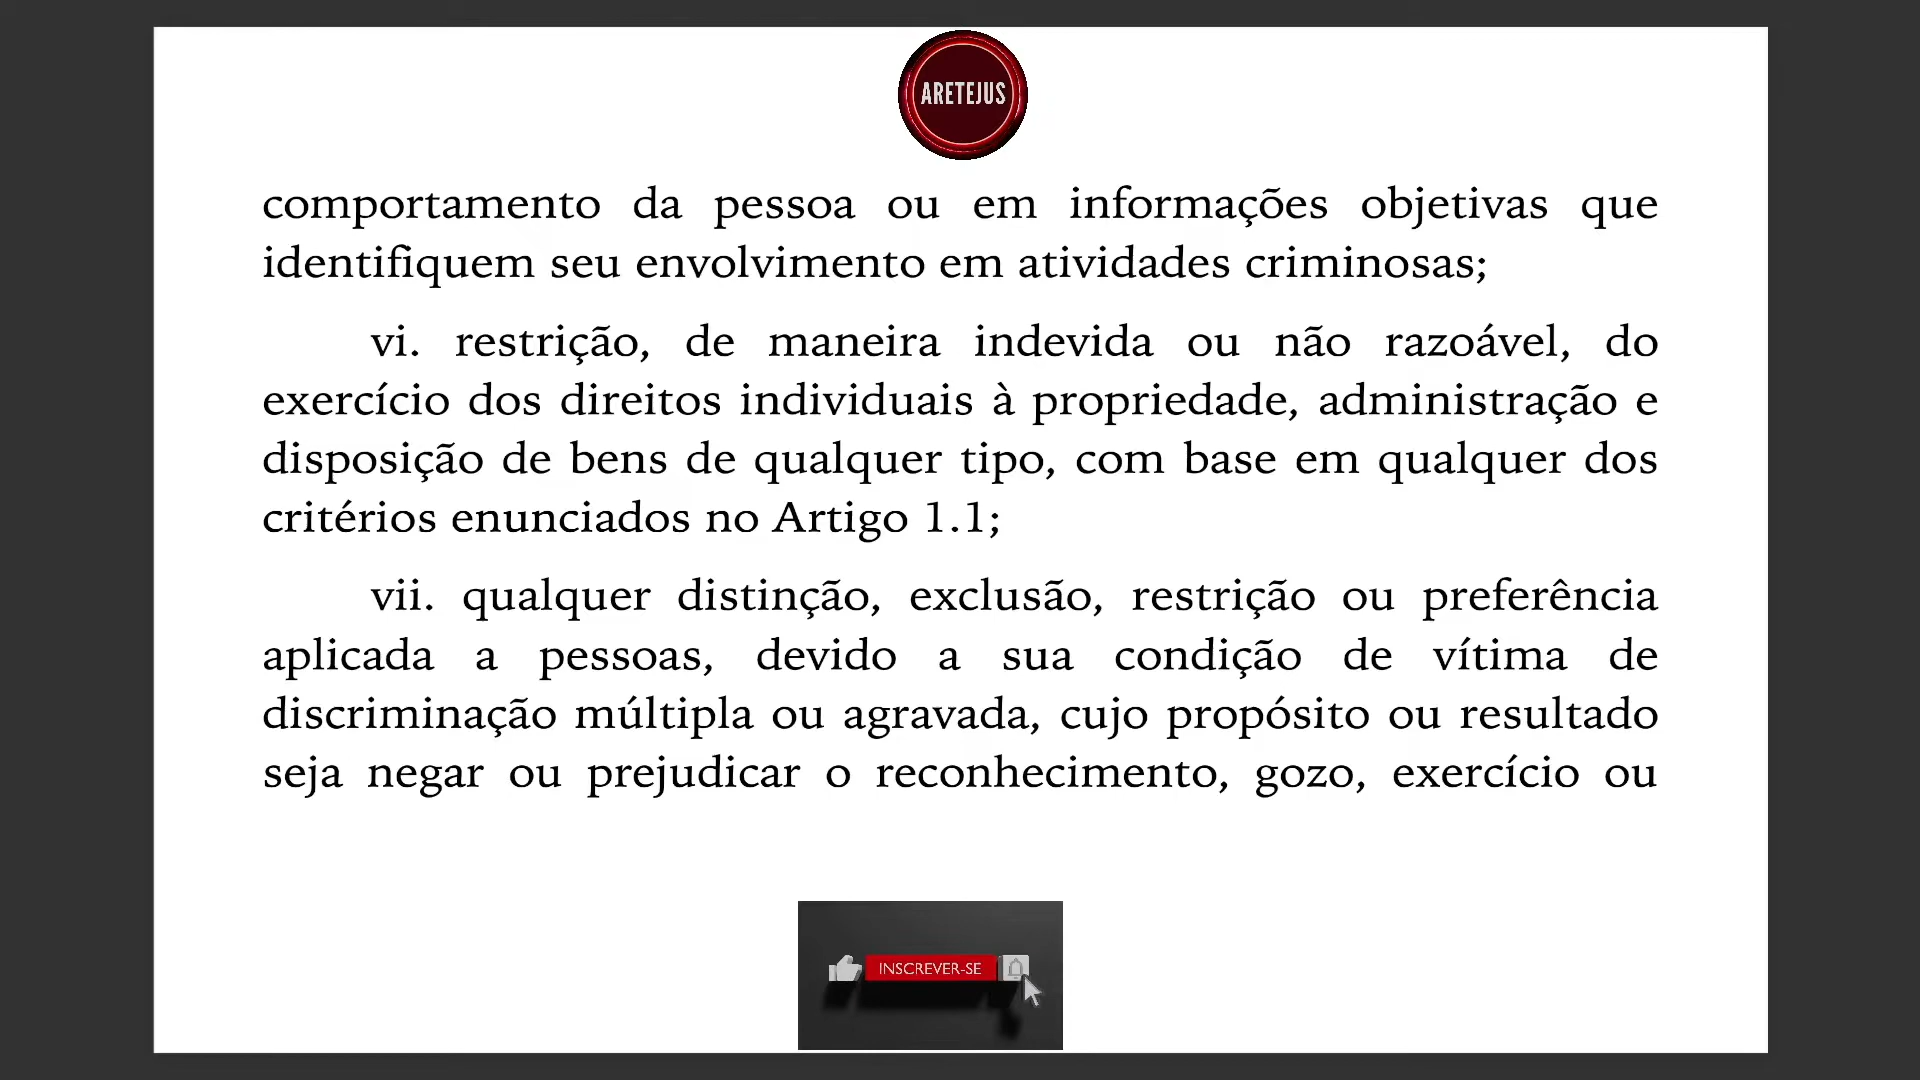 ARETEJUS
comportamento da pessoa ou em informações objetivas que
identifiquem seu envolvimento em atividades criminosas;
vi. restrição, de maneira indevida ou não razoável, do
exercício dos direitos individuais à propriedade, administração e
disposição de bens de qualquer tipo, com base em qualquer dos
critérios enunciados no Artigo 1.1;
vii. qualquer distinção, exclusão, restrição ou preferência
aplicada a pessoas, devido a sua condição de vítima de
discriminação múltipla ou agravada, cujo propósito ou resultado
seja negar ou prejudicar o reconhecimento, gozo, exercício ou
INSCREVER-SE